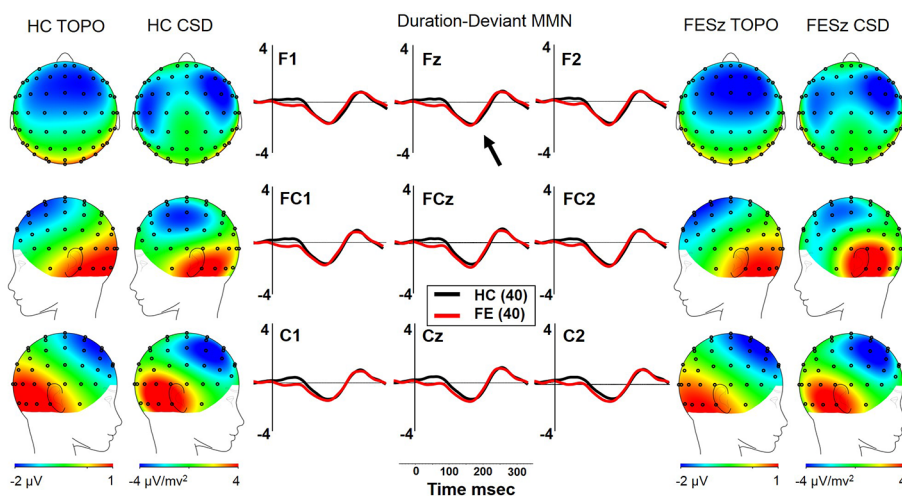 HC TOPO
HC CSD
Duration-Deviant MMN
FESz TOPO
FESz CSD
4
F1
-4
4
Fz
-4
4
F2
-4
4
FC1
-4
4
FCz
-4
4
FC2
-4
HC (40)
FE (40)
4
C1
-4
4
Cz
-4
4
C2
-4
-2 µV 1
-4 µV/mv² 4
0 100 200 300
Time msec
-2 µV 1
-4 µV/mv² 4